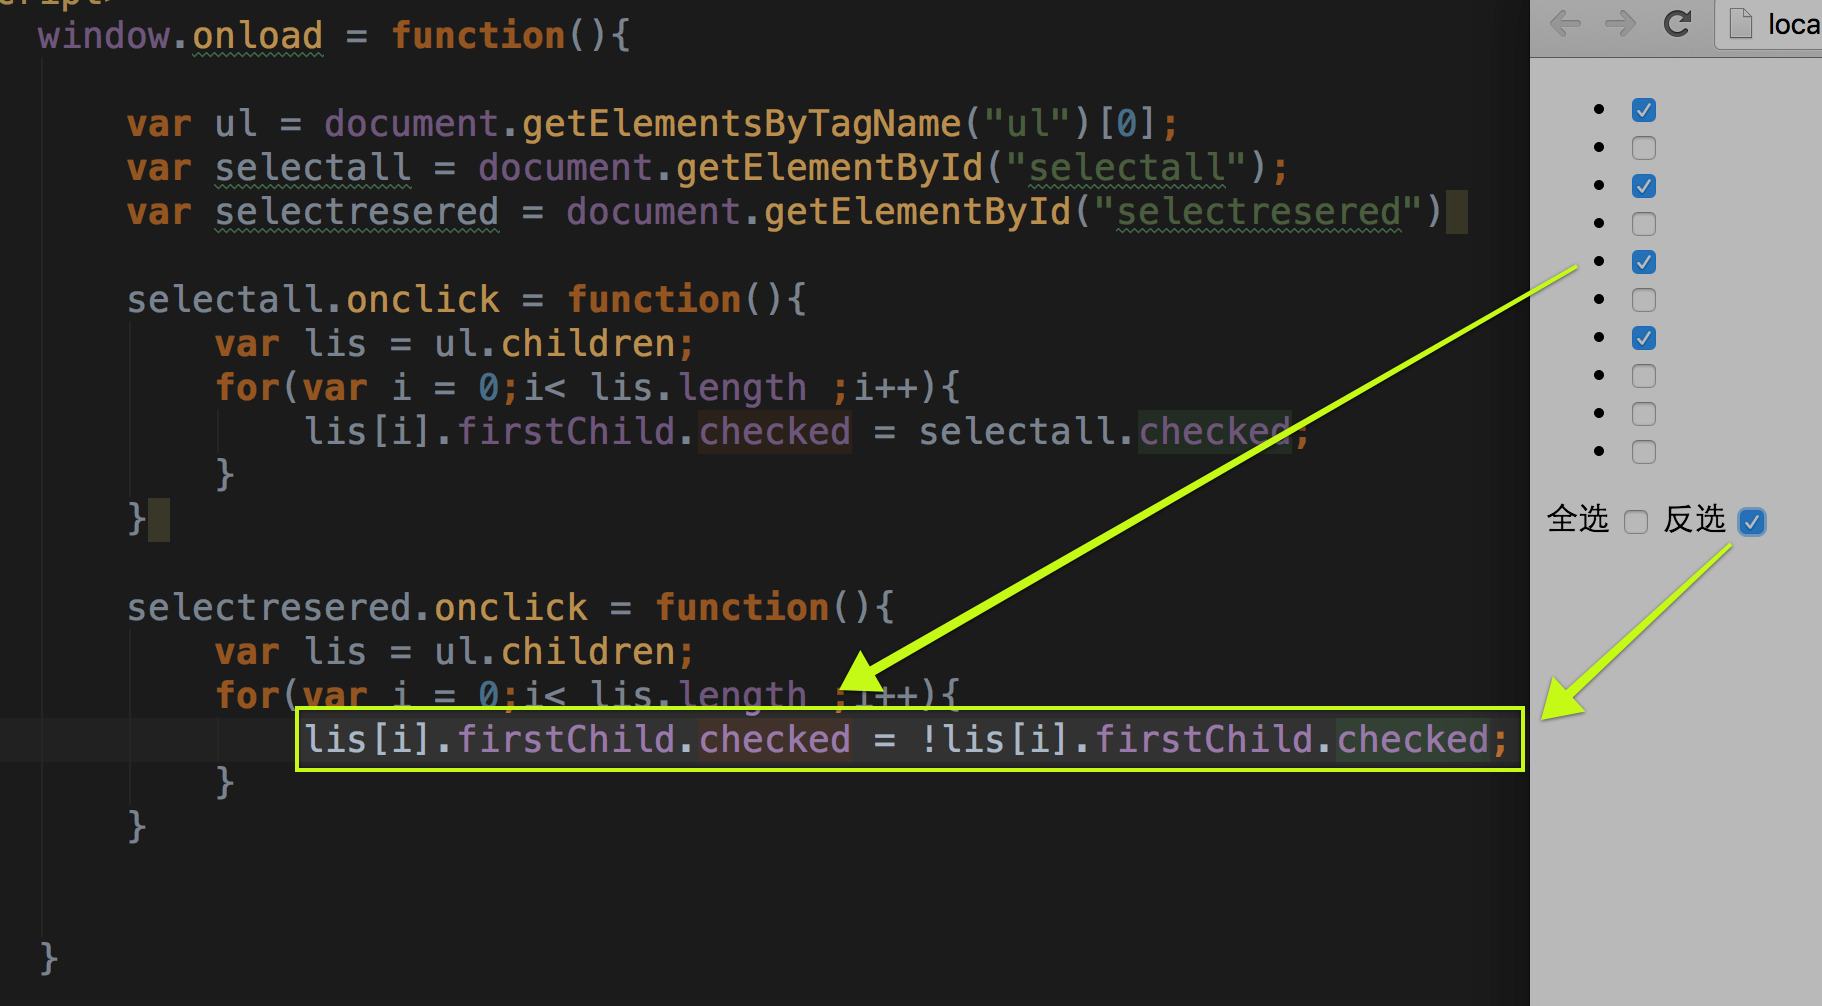 window.onload = function(){
var ul = document.getElementsByTagName("ul")[0];
var selectall = document.getElementById("selectall");
var selectresered = document.getElementById("selectresered")
selectall.onclick = function(){
var lis = ul.children;
for(var i = 0;i< lis.length ;i++){
lis[i].firstChild.checked = selectall.checked;
}
}
selectresered.onclick = function(){
var lis = ul.children;
for(var i = 0;i< lis.length ;i++){
lis[i].firstChild.checked = !lis[i].firstChild.checked;
}
}
}
loca
全选 反选